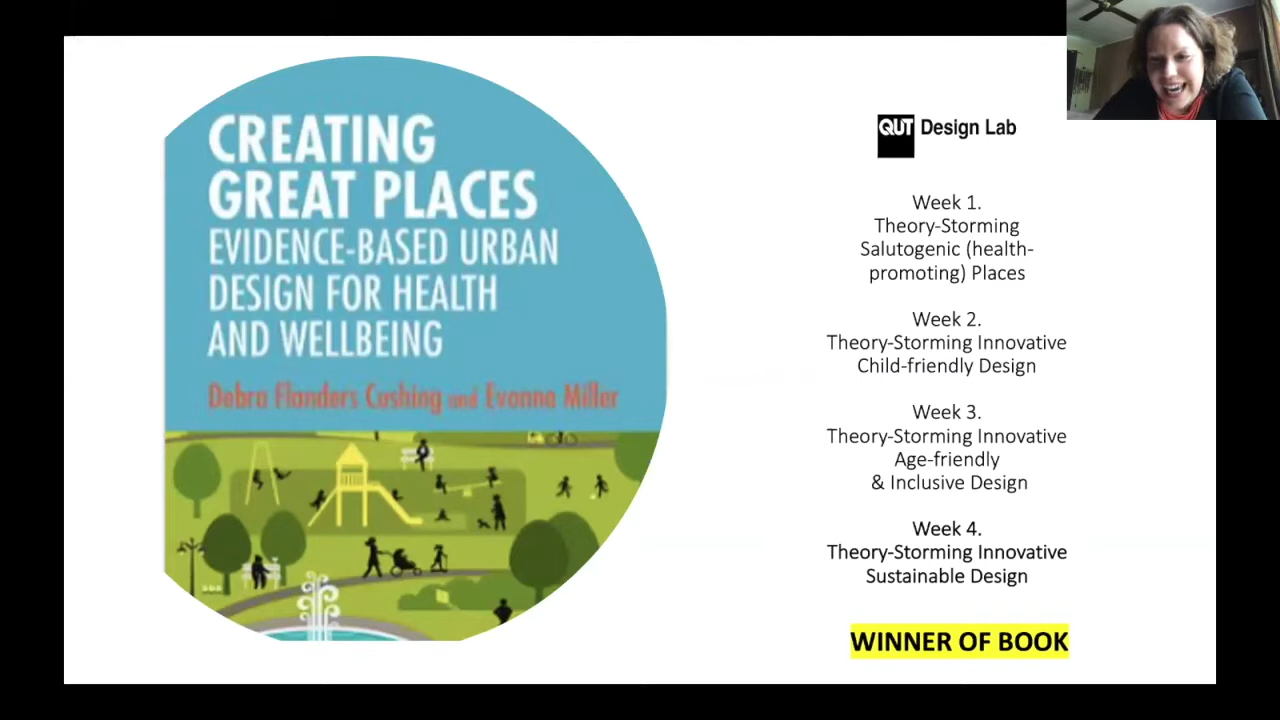 CREATING
GREAT PLACES
EVIDENCE-BASED URBAN
DESIGN FOR HEALTH
AND WELLBEING
Debra Flanders Cushing and Evonne Miller
QUT Design Lab
Week 1.
Theory-Storming
Salutogenic (health-
promoting) Places
Week 2.
Theory-Storming Innovative
Child-friendly Design
Week 3.
Theory-Storming Innovative
Age-friendly
& Inclusive Design
Week 4.
Theory-Storming Innovative
Sustainable Design
WINNER OF BOOK